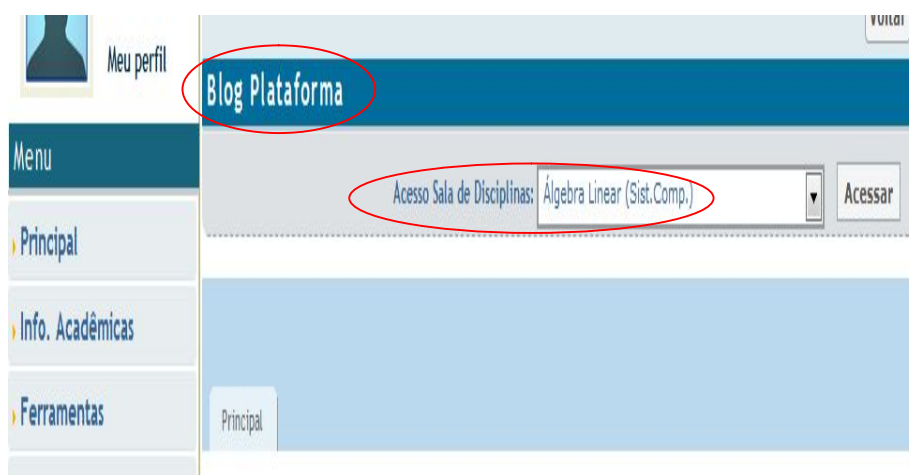 Voltar
Meu perfil
Blog Plataforma
Menu
Acesso Sala de Disciplinas: Álgebra Linear (Sist.Comp.) Acessar
Principal
Info. Acadêmicas
Ferramentas
Principal